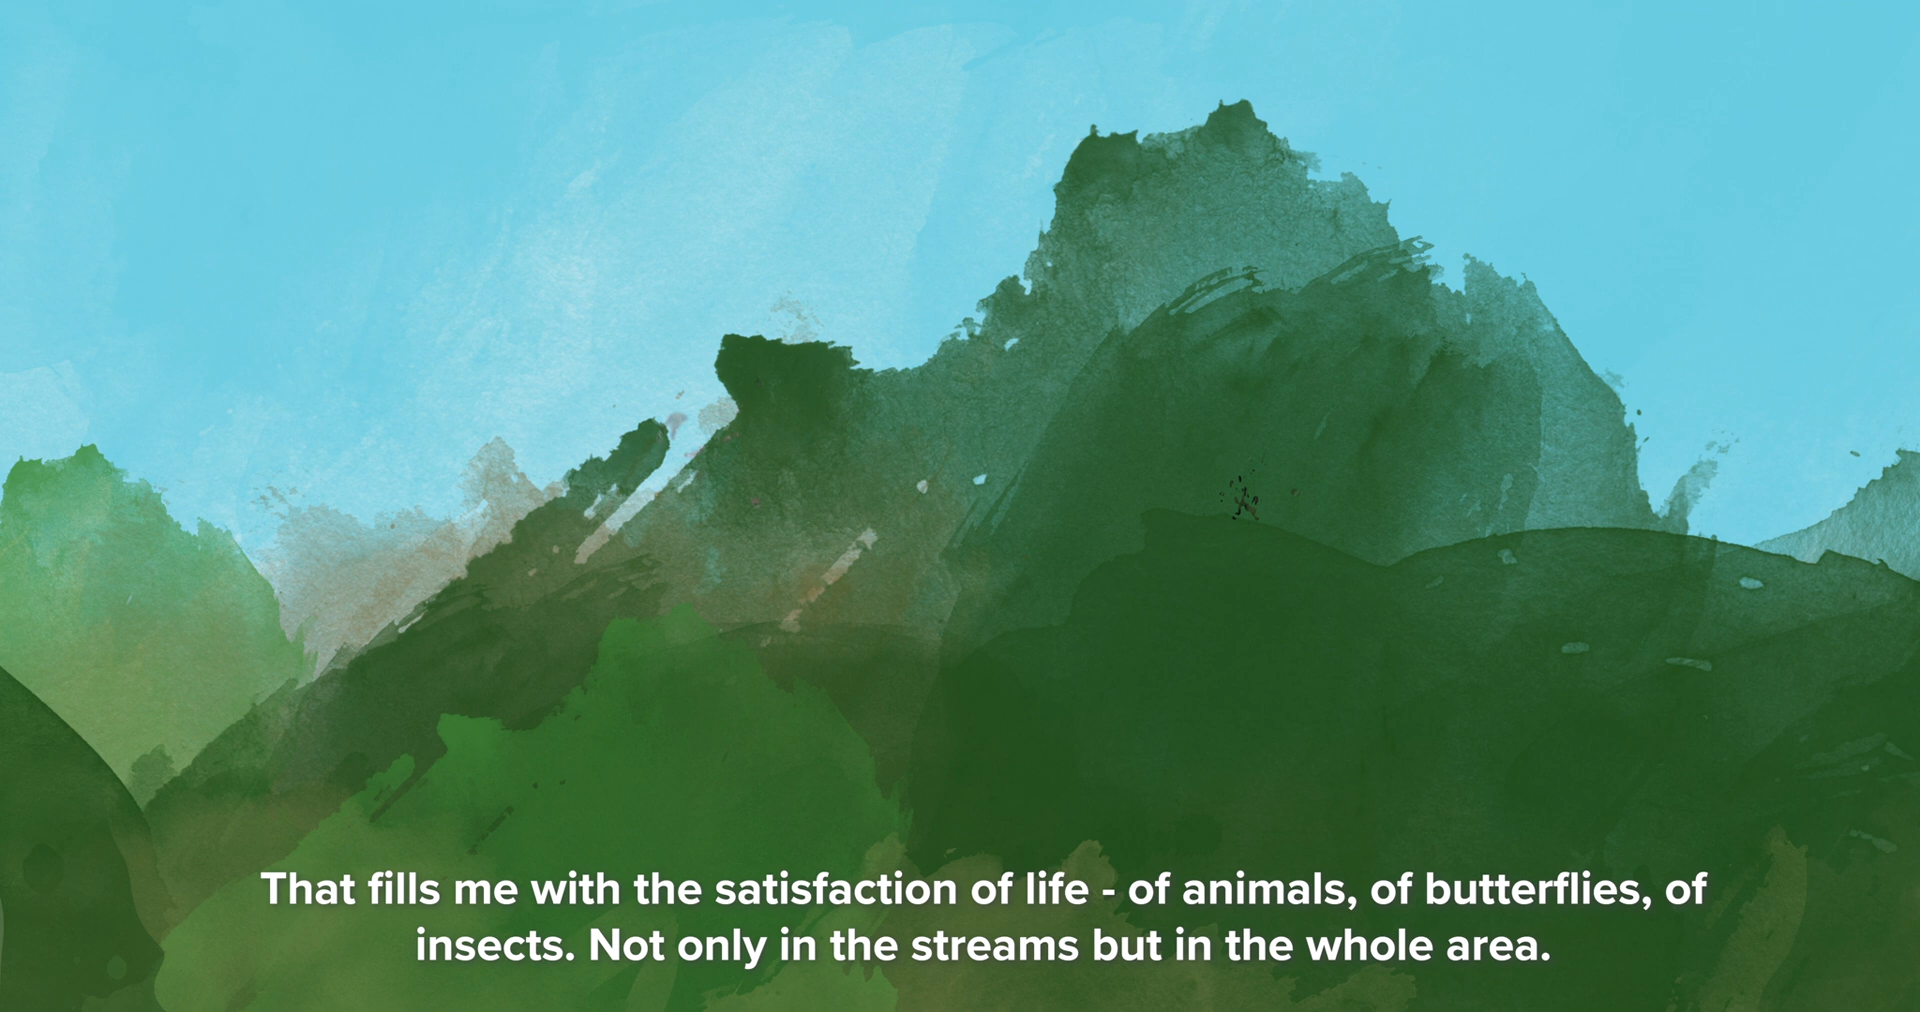 That fills me with the satisfaction of life - of animals, of butterflies, of
insects. Not only in the streams but in the whole area.